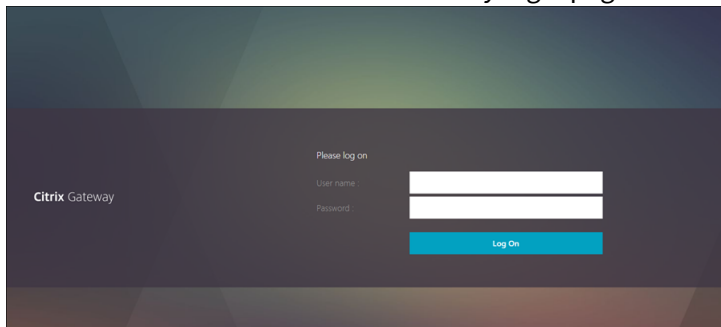 Please log on
User name
Citrix Gateway
Password :
Log On